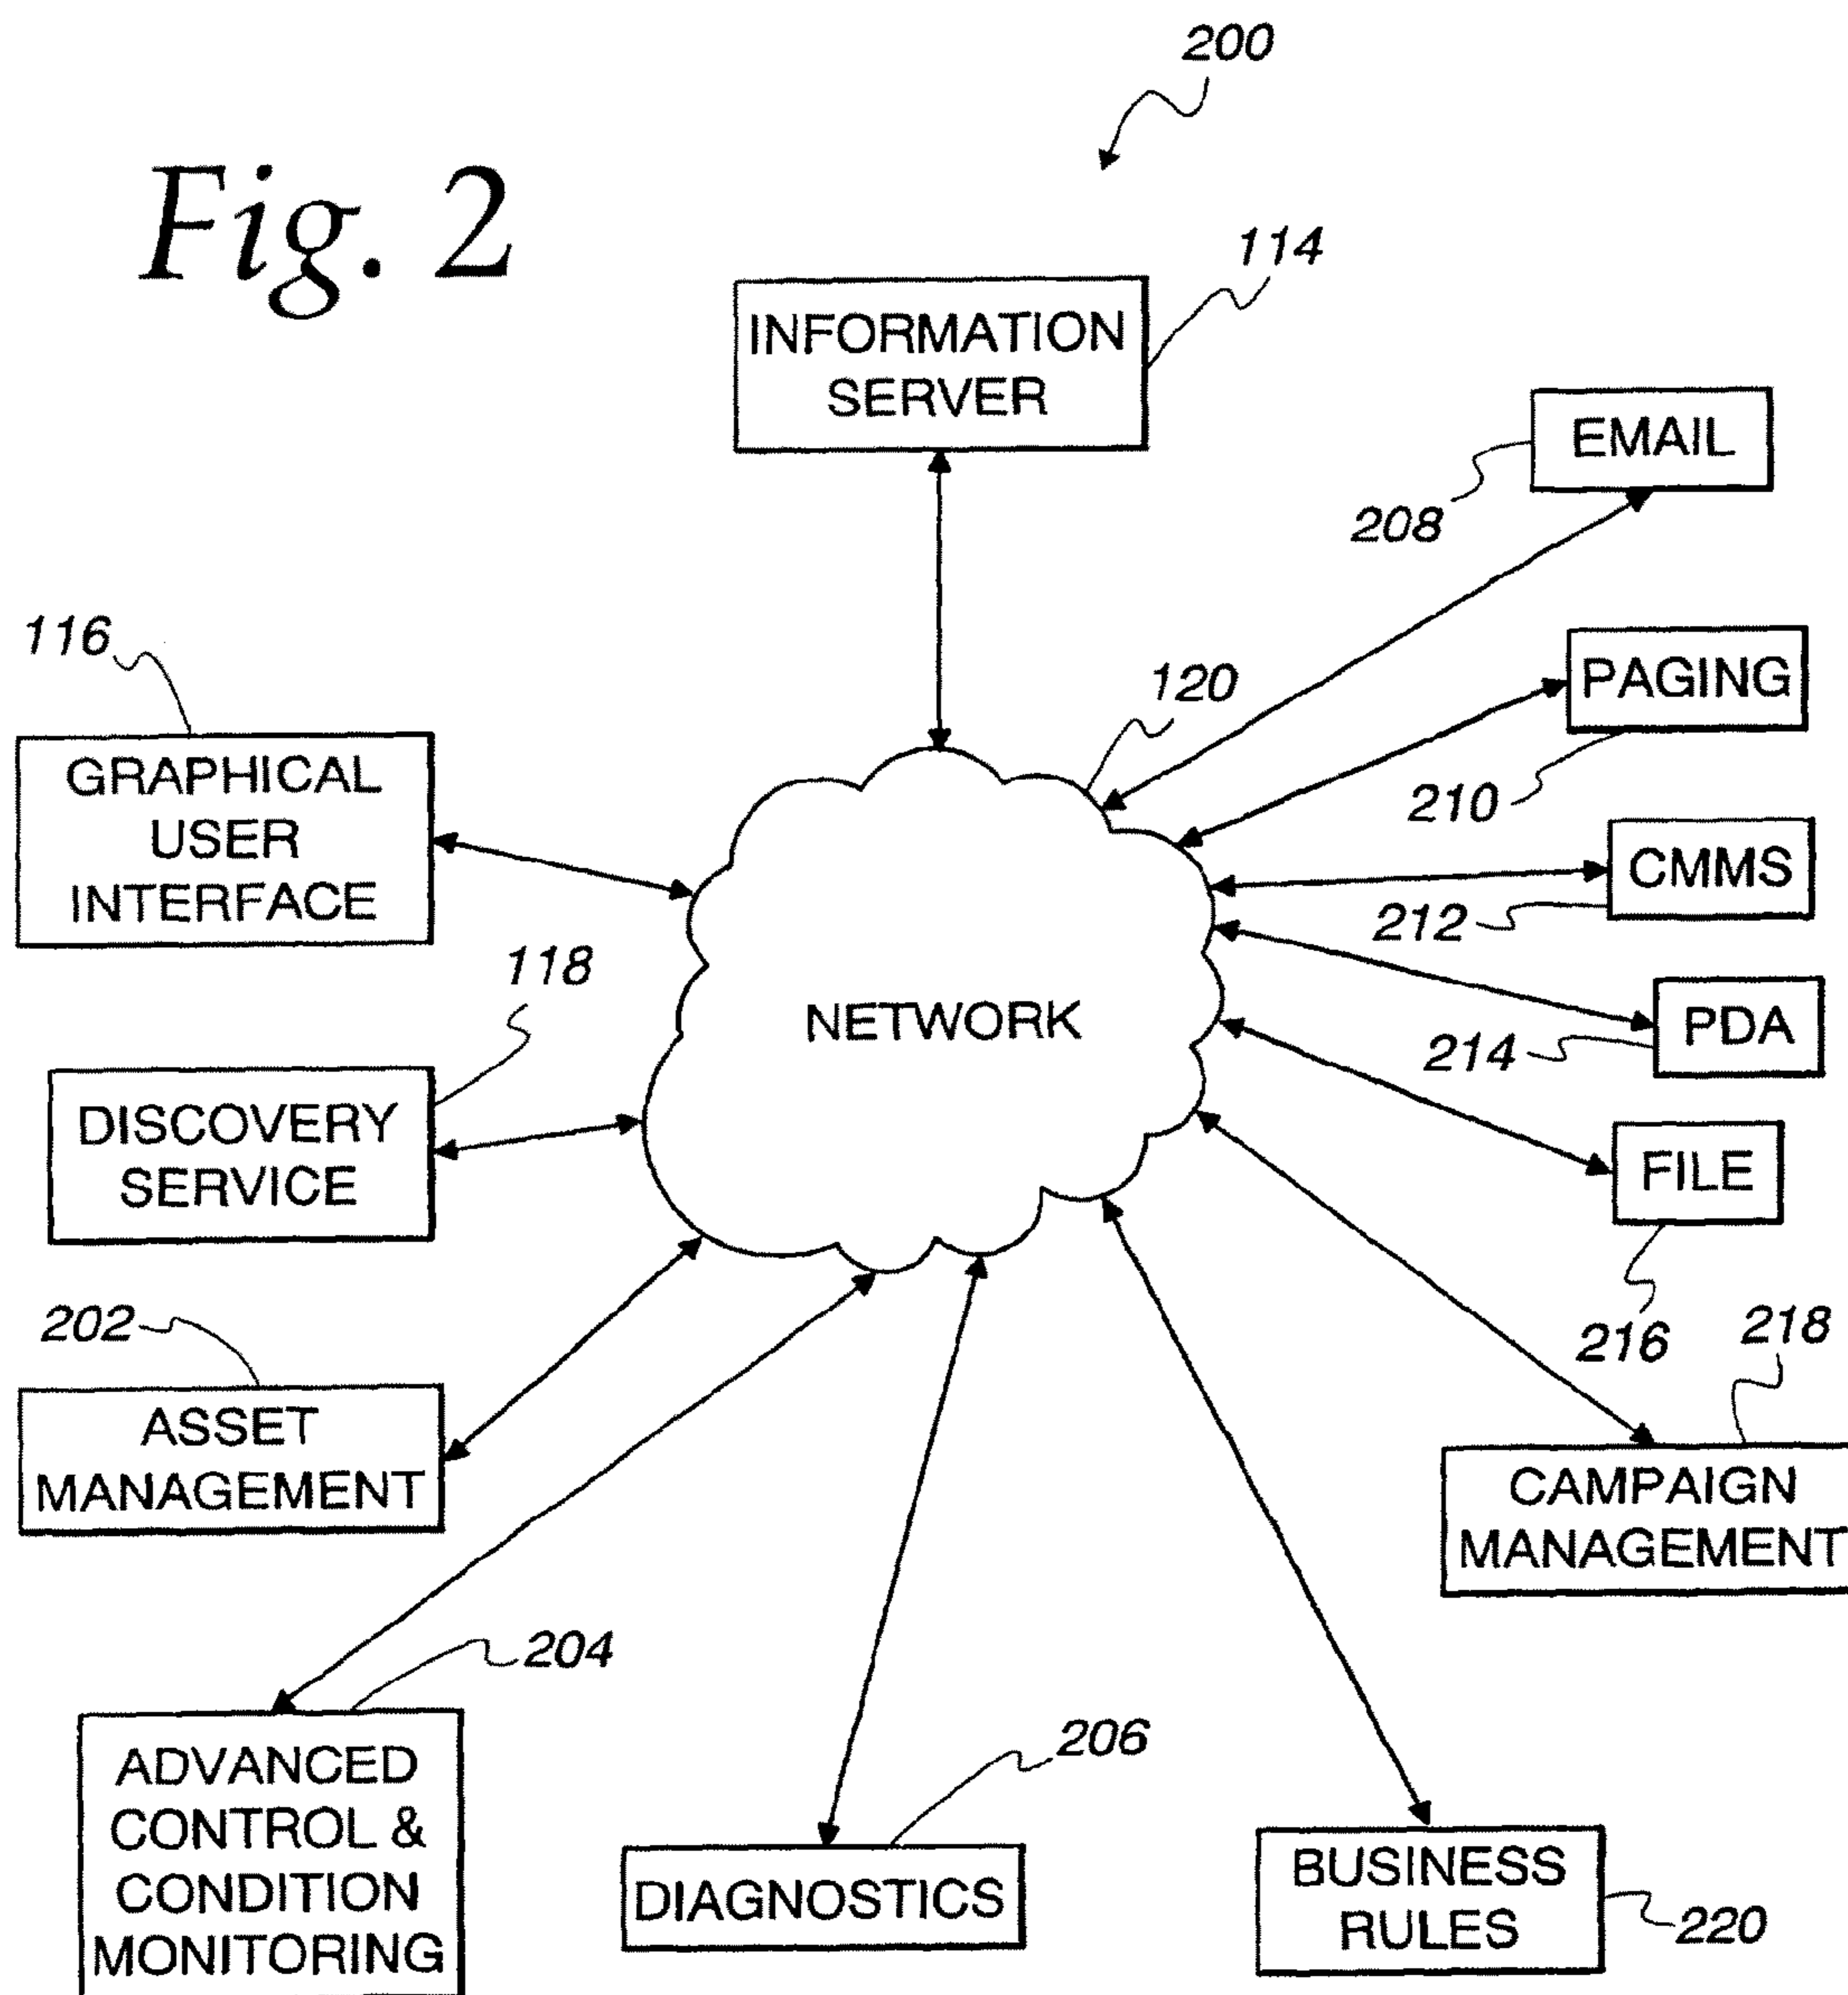 200
Fig. 2
114
INFORMATION
SERVER
EMAIL
208
116
PAGING
120
210
GRAPHICAL
USER
INTERFACE
CMMS
212
118
PDA
214
NETWORK
DISCOVERY
SERVICE
FILE
216
218
202
ASSET
MANAGEMENT
CAMPAIGN
MANAGEMENT
204
ADVANCED
CONTROL &
CONDITION
MONITORING
206
DIAGNOSTICS
BUSINESS
RULES
220